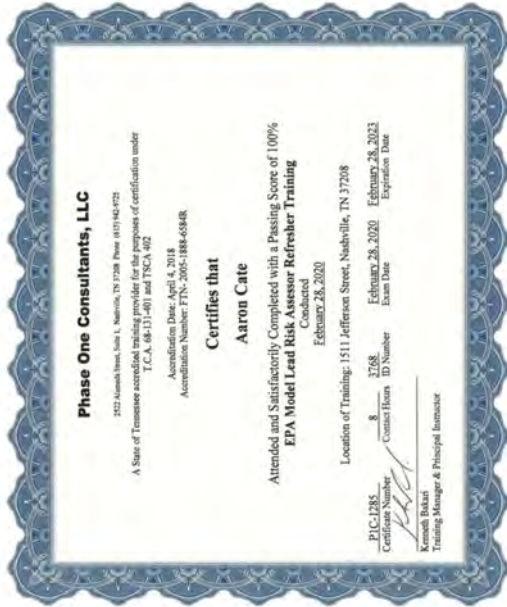 Phase One Consultants, LLC
2522 Alameda Street, Suite 1, Nashville, TN 37208 Phone (615) 942-9725
A State of Tennessee accredited training provider for the purposes of certification under
T.C.A. 68-131-401 and TSCA 402
Accreditation Date: April 4, 2018
Accreditation Number: FTN- 2005-1888-6584R
Certifies that
Aaron Cate
Attended and Satisfactorily Completed with a Passing Score of 100%
EPA Model Lead Risk Assessor Refresher Training
Conducted
February 28, 2020
Location of Training: 1511 Jefferson Street, Nashville, TN 37208
P1C-1285 8 3768 February 28, 2020 February 28, 2023
Certificate Number Contact Hours ID Number Exam Date Expiration Date
Kenneth Bakari
Training Manager & Principal Instructor